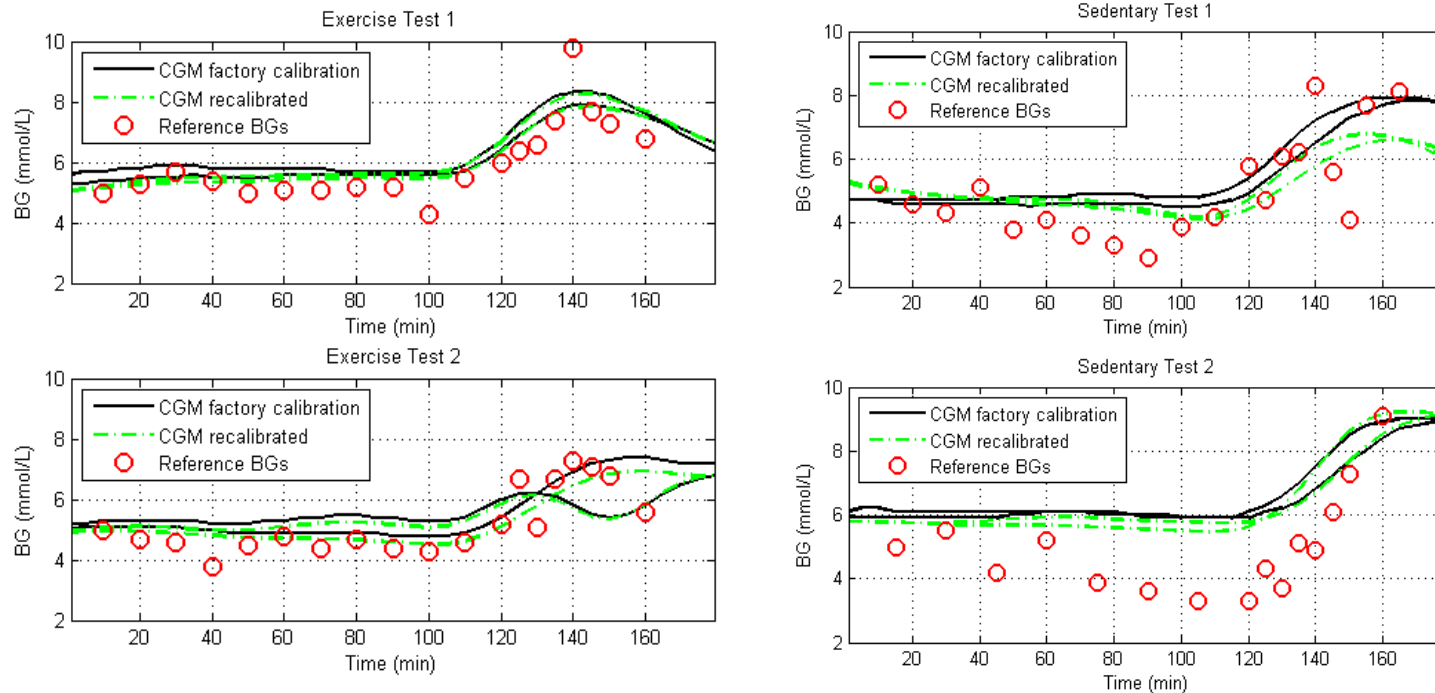 Exercise Test 1
10
8
6
4
2
BG (mmol/L)
CGM factory calibration
CGM recalibrated
Reference BGs
20 40 60 80 100 120 140 160
Time (min)
Sedentary Test 1
10
8
6
4
2
BG (mmol/L)
CGM factory calibration
CGM recalibrated
Reference BGs
20 40 60 80 100 120 140 160
Time (min)
Exercise Test 2
10
8
6
4
2
BG (mmol/L)
CGM factory calibration
CGM recalibrated
Reference BGs
20 40 60 80 100 120 140 160
Time (min)
Sedentary Test 2
10
8
6
4
2
BG (mmol/L)
CGM factory calibration
CGM recalibrated
Reference BGs
20 40 60 80 100 120 140 160
Time (min)